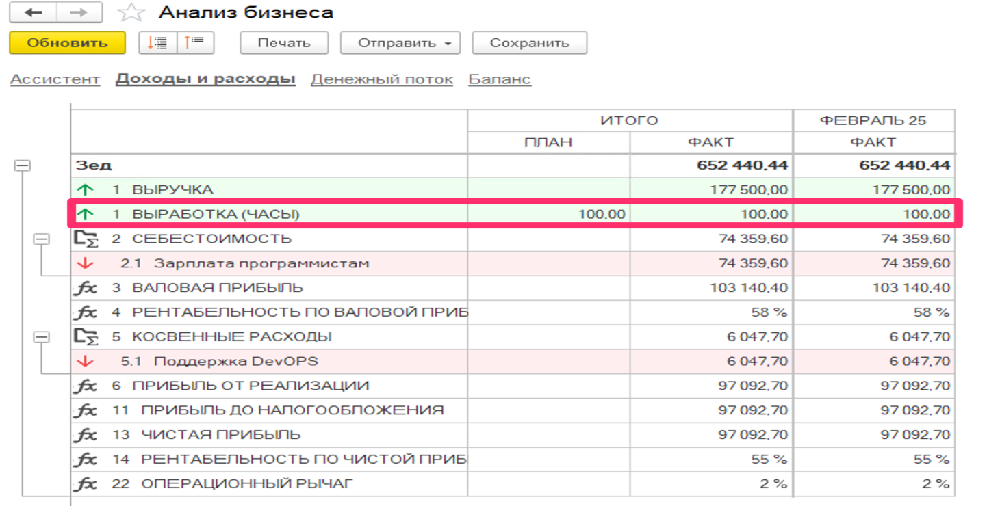 Анализ бизнеса
Обновить Печать Отправить Сохранить
Ассистент Доходы и расходы Денежный поток Баланс
ИТОГО ФЕВРАЛЬ 25
ПЛАН ФАКТ ФАКТ
Зед 652 440,44 652 440,44
1 ВЫРУЧКА 177 500,00 177 500,00
1 ВЫРАБОТКА (ЧАСЫ) 100,00 100,00 100,00
2 СЕБЕСТОИМОСТЬ 74 359,60 74 359,60
2.1 Зарплата программистам 74 359,60 74 359,60
fx 3 ВАЛОВАЯ ПРИБЫЛЬ 103 140,40 103 140,40
fx 4 РЕНТАБЕЛЬНОСТЬ ПО ВАЛОВОЙ ПРИБ 58 % 58 %
5 КОСВЕННЫЕ РАСХОДЫ 6 047,70 6 047,70
5.1 Поддержка DevOPS 6 047,70 6 047,70
fx 6 ПРИБЫЛЬ ОТ РЕАЛИЗАЦИИ 97 092,70 97 092,70
fx 11 ПРИБЫЛЬ ДО НАЛОГООБЛОЖЕНИЯ 97 092,70 97 092,70
fx 13 ЧИСТАЯ ПРИБЫЛЬ 97 092,70 97 092,70
fx 14 РЕНТАБЕЛЬНОСТЬ ПО ЧИСТОЙ ПРИБ 55 % 55 %
fx 22 ОПЕРАЦИОННЫЙ РЫЧАГ 2 % 2 %